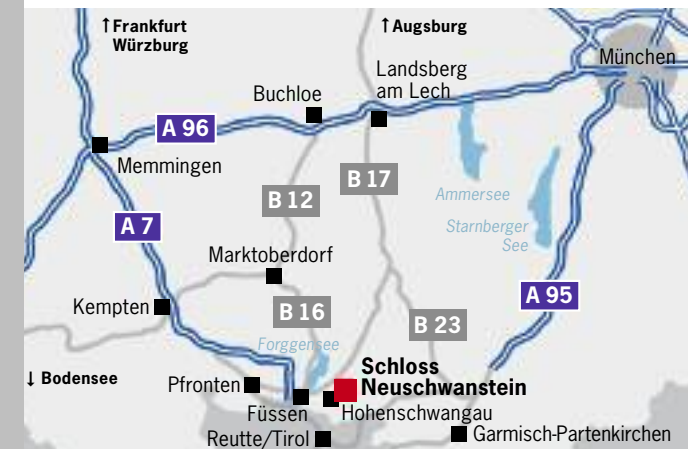 ↑ Frankfurt
Würzburg
↑ Augsburg
München
Landsberg
am Lech
Buchloe
A 96
Memmingen
B 17
B 12
Ammersee
A 7
Starnberger
See
Marktoberdorf
A 95
Kempten
B 16
B 23
Forggensee
Schloss
Neuschwanstein
↓ Bodensee
Pfronten
Füssen
Hohenschwangau
Reutte/Tirol
Garmisch-Partenkirchen